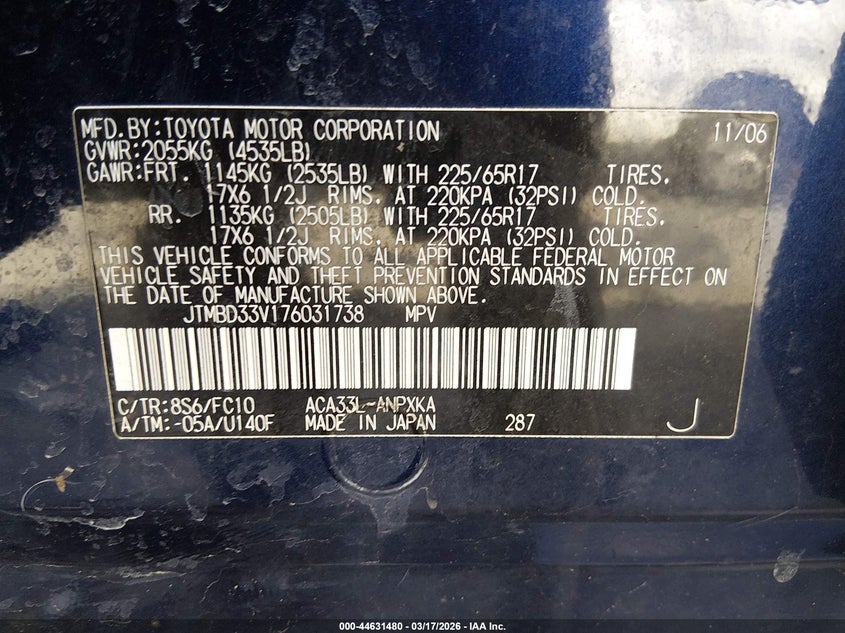 MFD.BY:TOYOTA MOTOR CORPORATION 11/06
GVWR:2055KG (4535LB)
GAWR:FRT. 1145KG (2535LB) WITH 225/65R17 TIRES.
17X6 1/2J RIMS. AT 220KPA (32PSI) COLD.
RR. 1135KG (2505LB) WITH 225/65R17 TIRES.
17X6 1/2J RIMS. AT 220KPA (32PSI) COLD.
THIS VEHICLE CONFORMS TO ALL APPLICABLE FEDERAL MOTOR
VEHICLE SAFETY AND THEFT PREVENTION STANDARDS IN EFFECT ON
THE DATE OF MANUFACTURE SHOWN ABOVE.
JTMBD33V176031738 MPV
C/TR:8S6/FC10 ACA33L-ANPXKA
A/TM:-05A/U140F MADE IN JAPAN 287 J
000-44631480 - 03/17/2026 - IAA Inc.